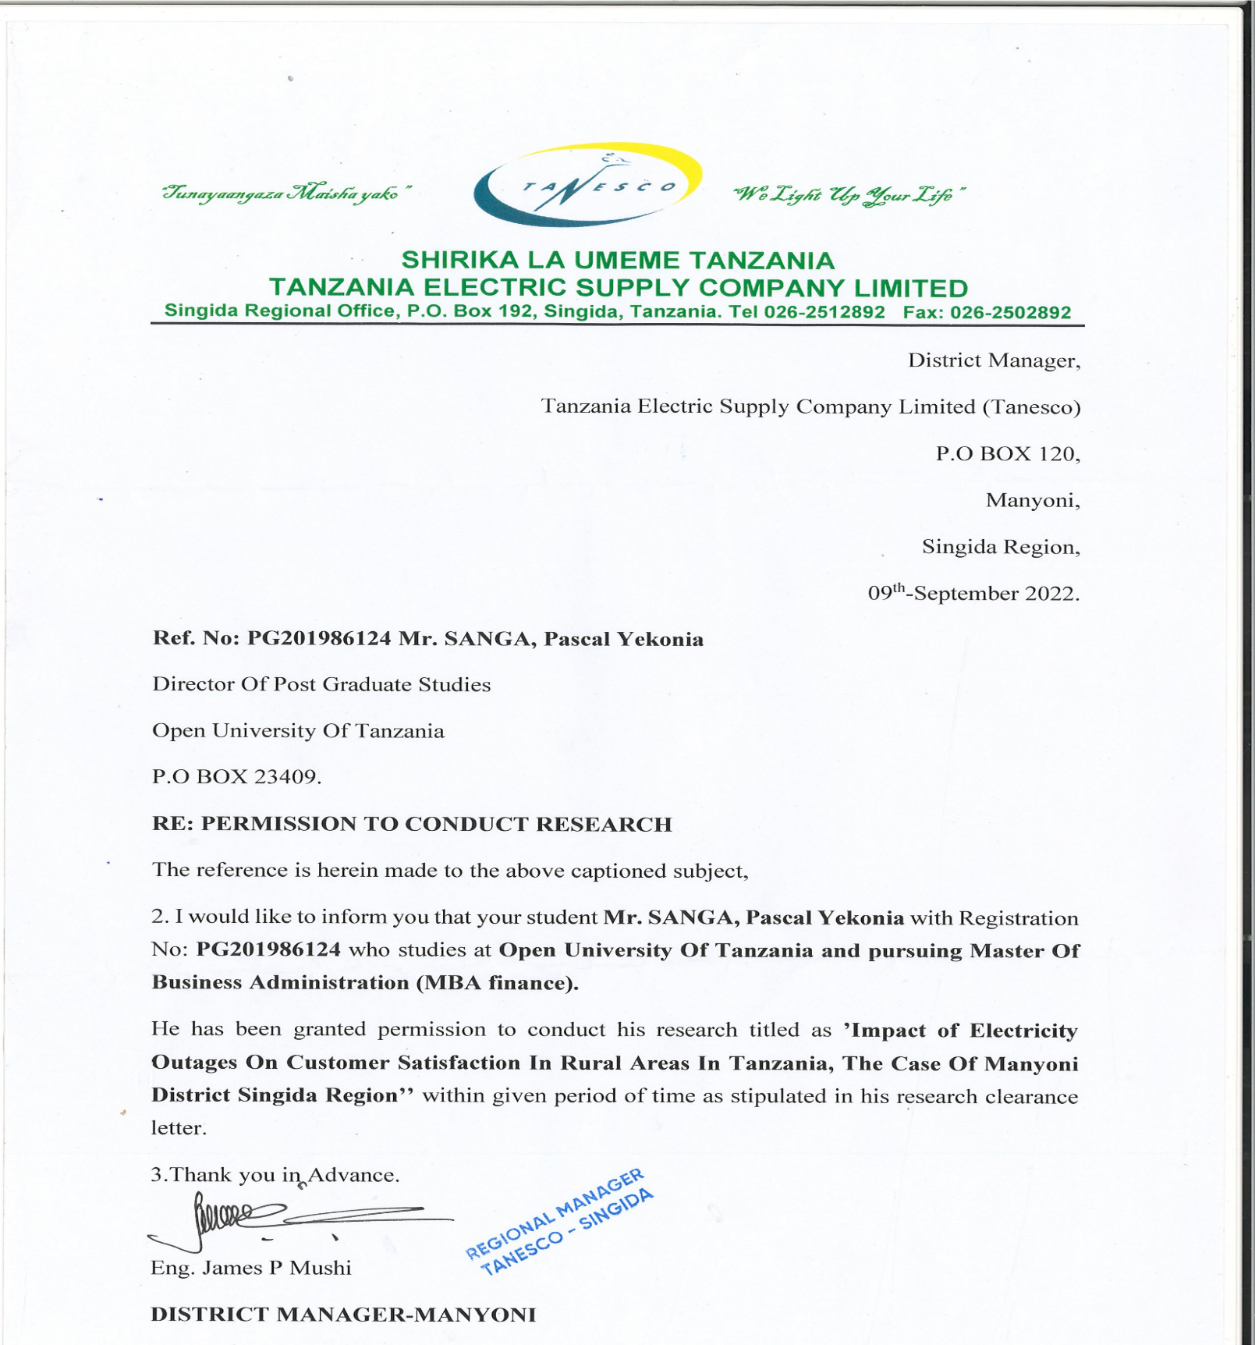 "Tunayaangaza Maisha yako"
TANESCO
"We Light Up Your Life"
SHIRIKA LA UMEME TANZANIA
TANZANIA ELECTRIC SUPPLY COMPANY LIMITED
Singida Regional Office, P.O. Box 192, Singida, Tanzania. Tel 026-2512892 Fax: 026-2502892
District Manager,
Tanzania Electric Supply Company Limited (Tanesco)
P.O BOX 120,
Manyoni,
Singida Region,
09th-September 2022.
Ref. No: PG201986124 Mr. SANGA, Pascal Yekonia
Director Of Post Graduate Studies
Open University Of Tanzania
P.O BOX 23409.
RE: PERMISSION TO CONDUCT RESEARCH
The reference is herein made to the above captioned subject,
2. I would like to inform you that your student Mr. SANGA, Pascal Yekonia with Registration
No: PG201986124 who studies at Open University Of Tanzania and pursuing Master Of
Business Administration (MBA finance).
He has been granted permission to conduct his research titled as ’Impact of Electricity
Outages On Customer Satisfaction In Rural Areas In Tanzania, The Case Of Manyoni
District Singida Region’’ within given period of time as stipulated in his research clearance
letter.
3.Thank you in Advance.
REGIONAL MANAGER
TANESCO – SINGIDA
Eng. James P Mushi
DISTRICT MANAGER-MANYONI